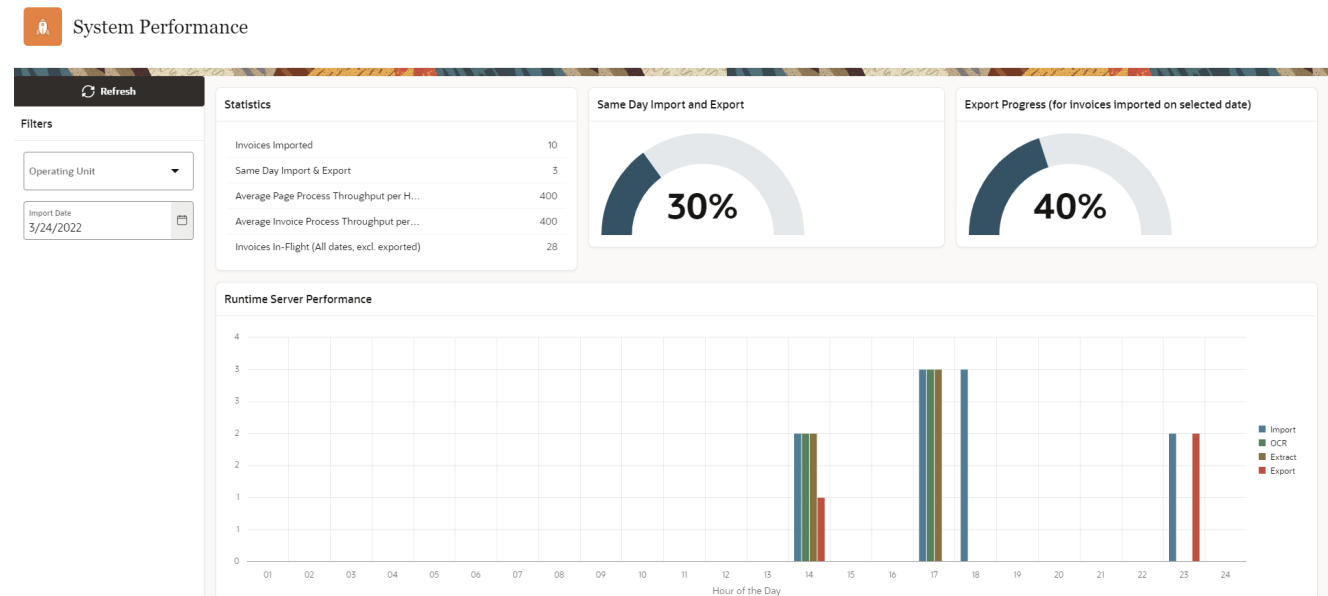 System Performance
Refresh
Filters
Operating Unit
Import Date
3/24/2022
Statistics
Invoices Imported 10
Same Day Import & Export 3
Average Page Process Throughput per H... 400
Average Invoice Process Throughput per... 400
Invoices In-Flight (All dates, excl. exported) 28
Same Day Import and Export
30%
Export Progress (for invoices imported on selected date)
40%
Runtime Server Performance
4
3
3
2
2
1
1
0
01 02 03 04 05 06 07 08 09 10 11 12 13 14 15 16 17 18 19 20 21 22 23 24
Hour of the Day
Import
OCR
Extract
Export